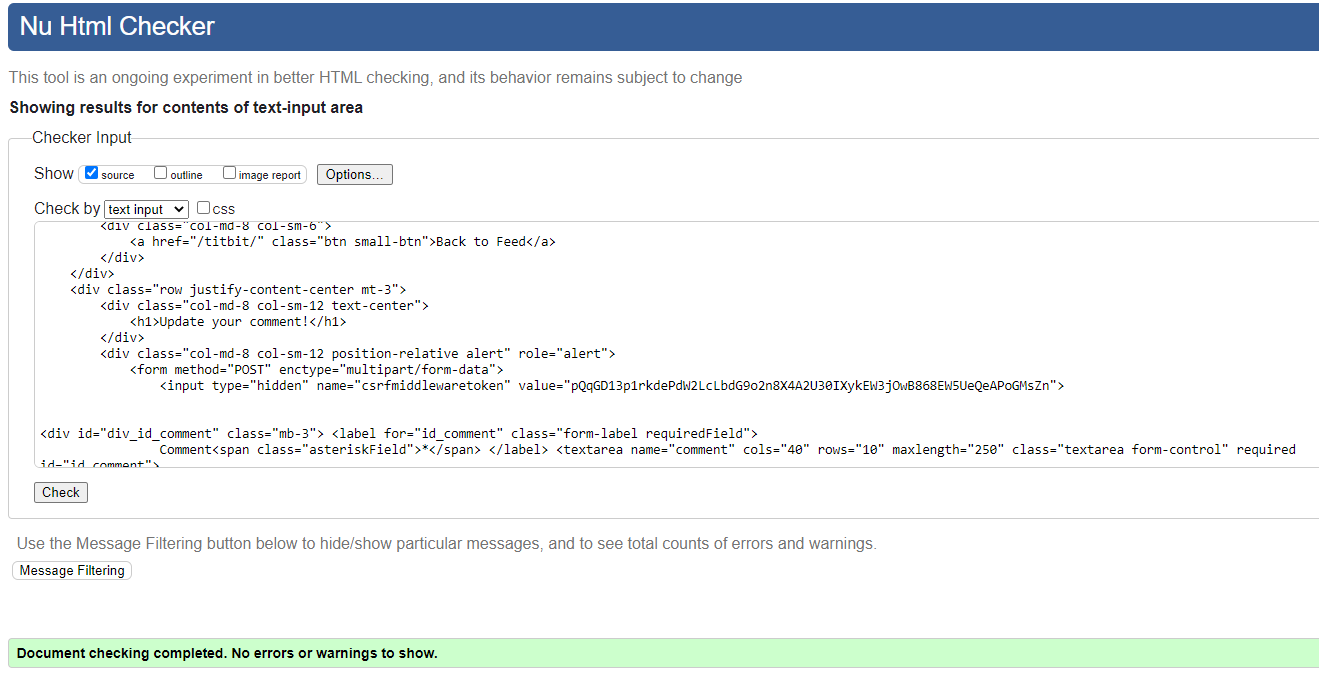 Nu Html Checker
This tool is an ongoing experiment in better HTML checking, and its behavior remains subject to change
Showing results for contents of text-input area
Checker Input
Show source outline image report Options...
Check by text input css
<div class="col-md-8 col-sm-6">
<a href="/titbit/" class="btn small-btn">Back to Feed</a>
</div>
</div>
<div class="row justify-content-center mt-3">
<div class="col-md-8 col-sm-12 text-center">
<h1>Update your comment!</h1>
</div>
<div class="col-md-8 col-sm-12 position-relative alert" role="alert">
<form method="POST" enctype="multipart/form-data">
<input type="hidden" name="csrfmiddlewaretoken" value="pQqGD13p1rkdePdW2LcLbdG9o2n8X4A2U30IXykEW3jOwB868EW5UeQeAPoGMsZn">
<div id="div_id_comment" class="mb-3"> <label for="id_comment" class="form-label requiredField">
Comment<span class="asteriskField">*</span> </label> <textarea name="comment" cols="40" rows="10" maxlength="250" class="textarea form-control" required
id="id_comment">
Check
Use the Message Filtering button below to hide/show particular messages, and to see total counts of errors and warnings.
Message Filtering
Document checking completed. No errors or warnings to show.